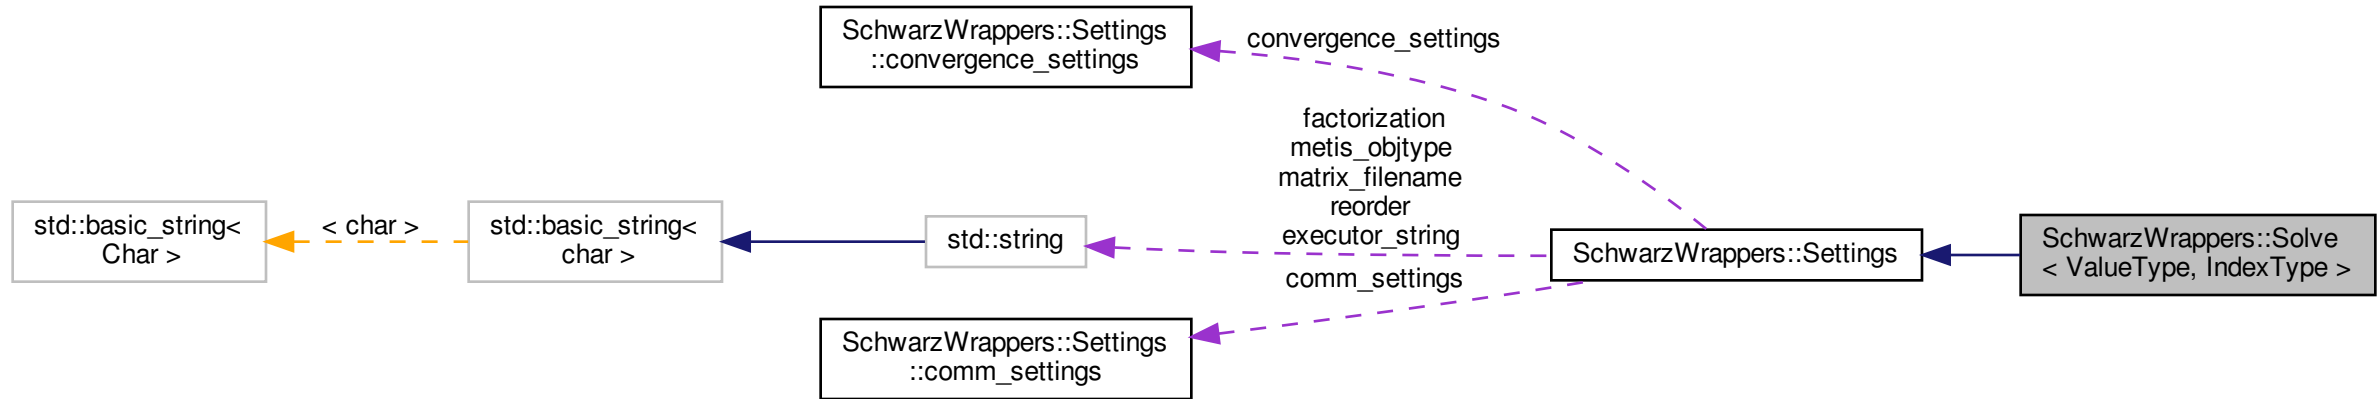 SchwarzWrappers::Settings
::convergence_settings
convergence_settings
factorization
metis_objtype
matrix_filename
reorder
executor_string
std::basic_string<
Char >
< char >
std::basic_string<
char >
std::string
SchwarzWrappers::Settings
SchwarzWrappers::Solve
< ValueType, IndexType >
comm_settings
SchwarzWrappers::Settings
::comm_settings